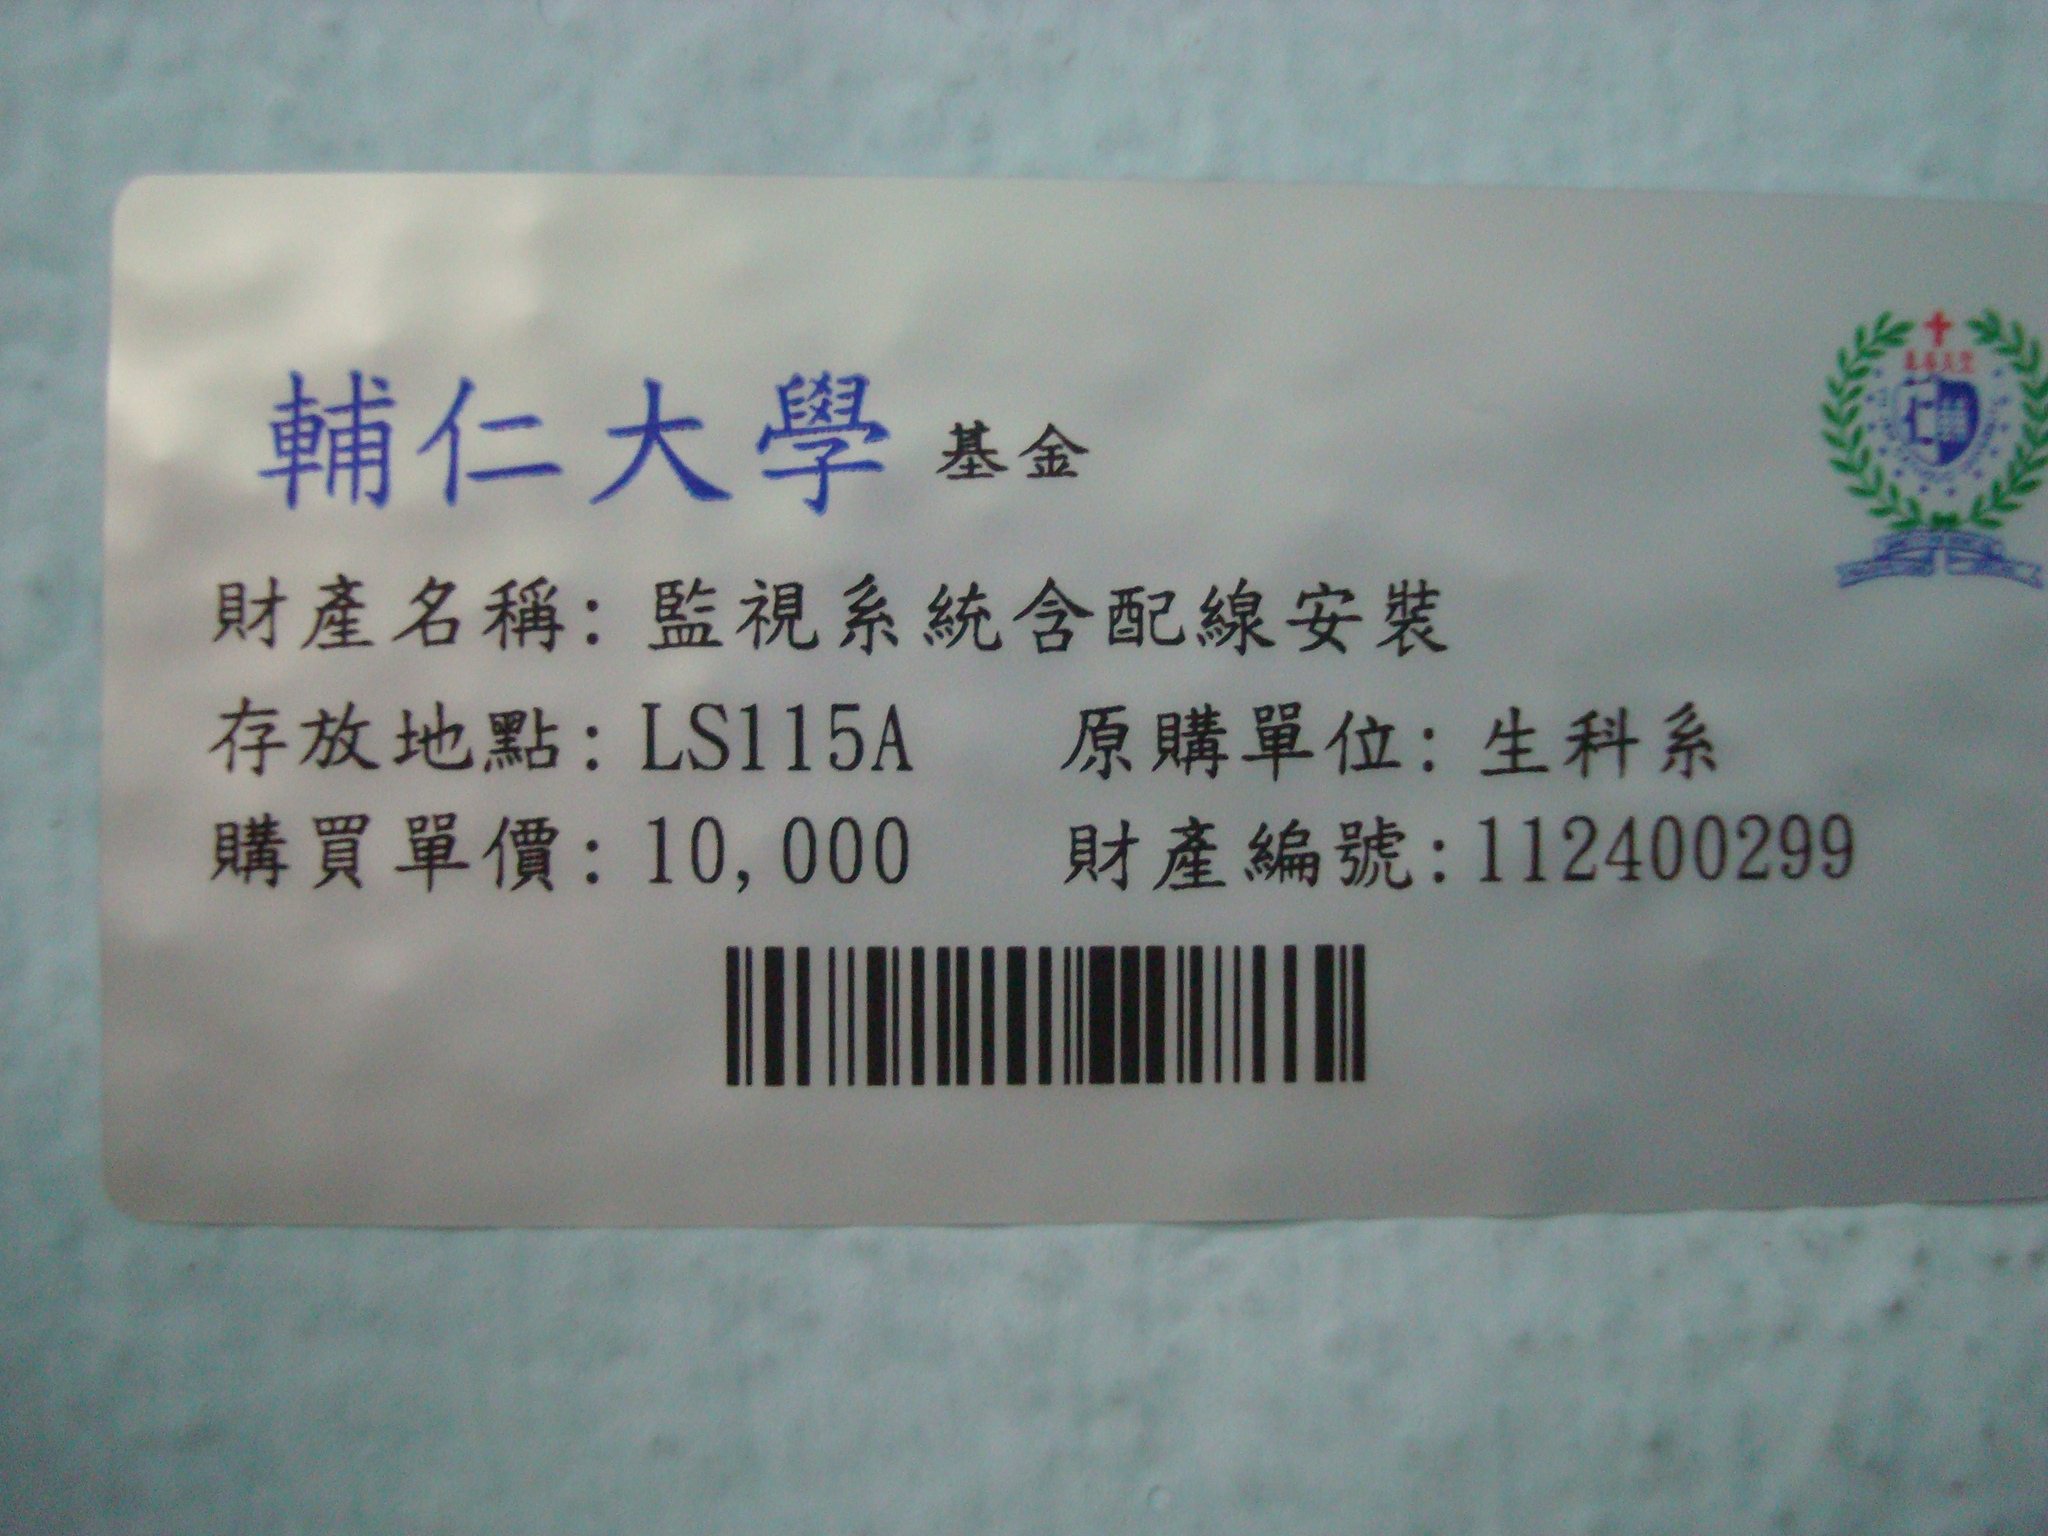 輔仁大學 基金
財產名稱: 監視系統含配線安裝
存放地點: LS115A 原購單位: 生科系
購買單價: 10,000 財產編號: 112400299
仁